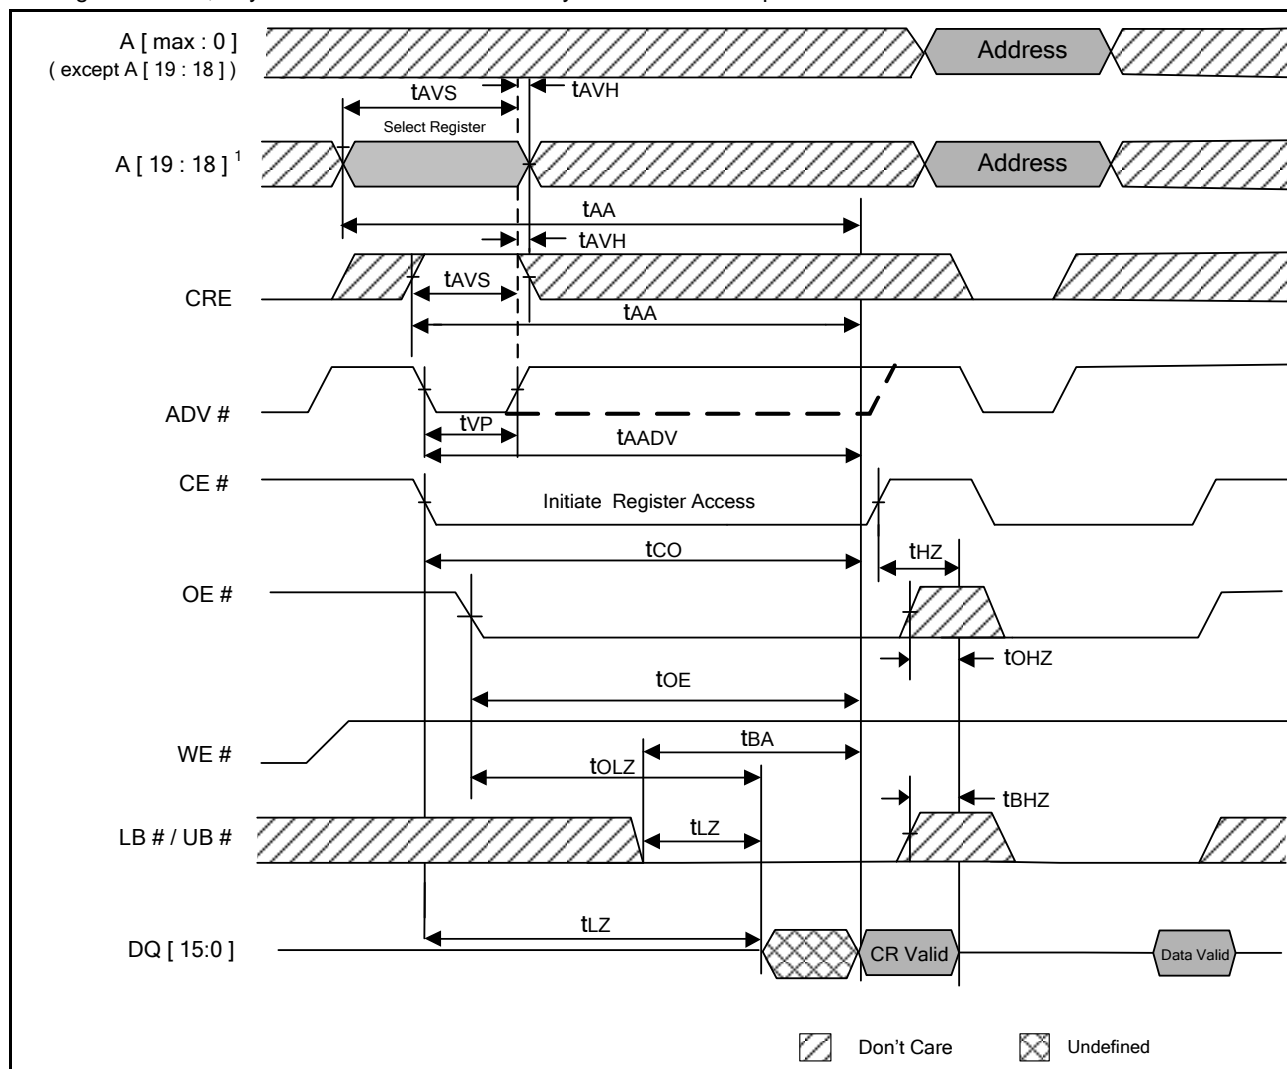 A [ max : 0 ]
( except A [ 19 : 18 ] )
Address
tAVS
tAVH
Select Register
A [ 19 : 18 ] 1
Address
tAA
tAVH
CRE
tAVS
tAA
ADV #
tVP
tAADV
CE #
Initiate Register Access
tCO
tHZ
OE #
tOHZ
tOE
WE #
tBA
tOLZ
tBHZ
LB # / UB #
tLZ
tLZ
DQ [ 15:0 ]
CR Valid
Data Valid
Don't Care
Undefined